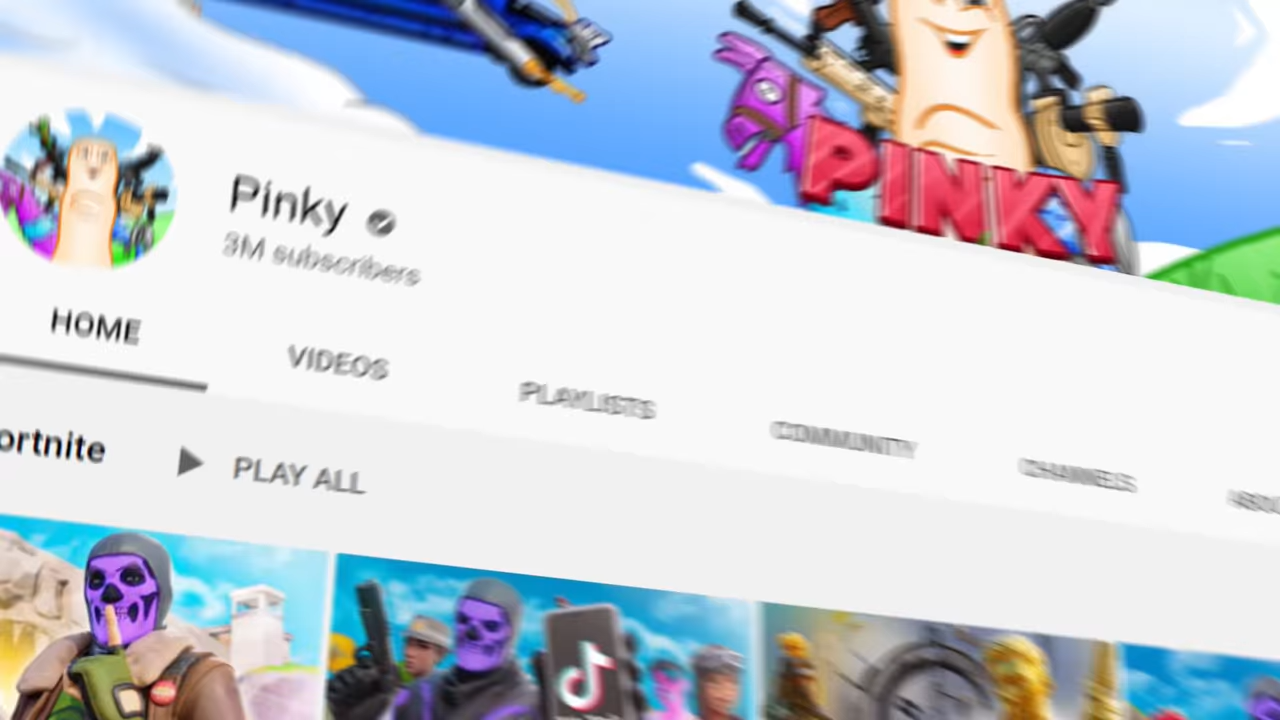 PINKY
Pinky
3M subscribers
HOME
VIDEOS
PLAYLISTS
COMMUNITY
CHANNELS
ortnite
PLAY ALL